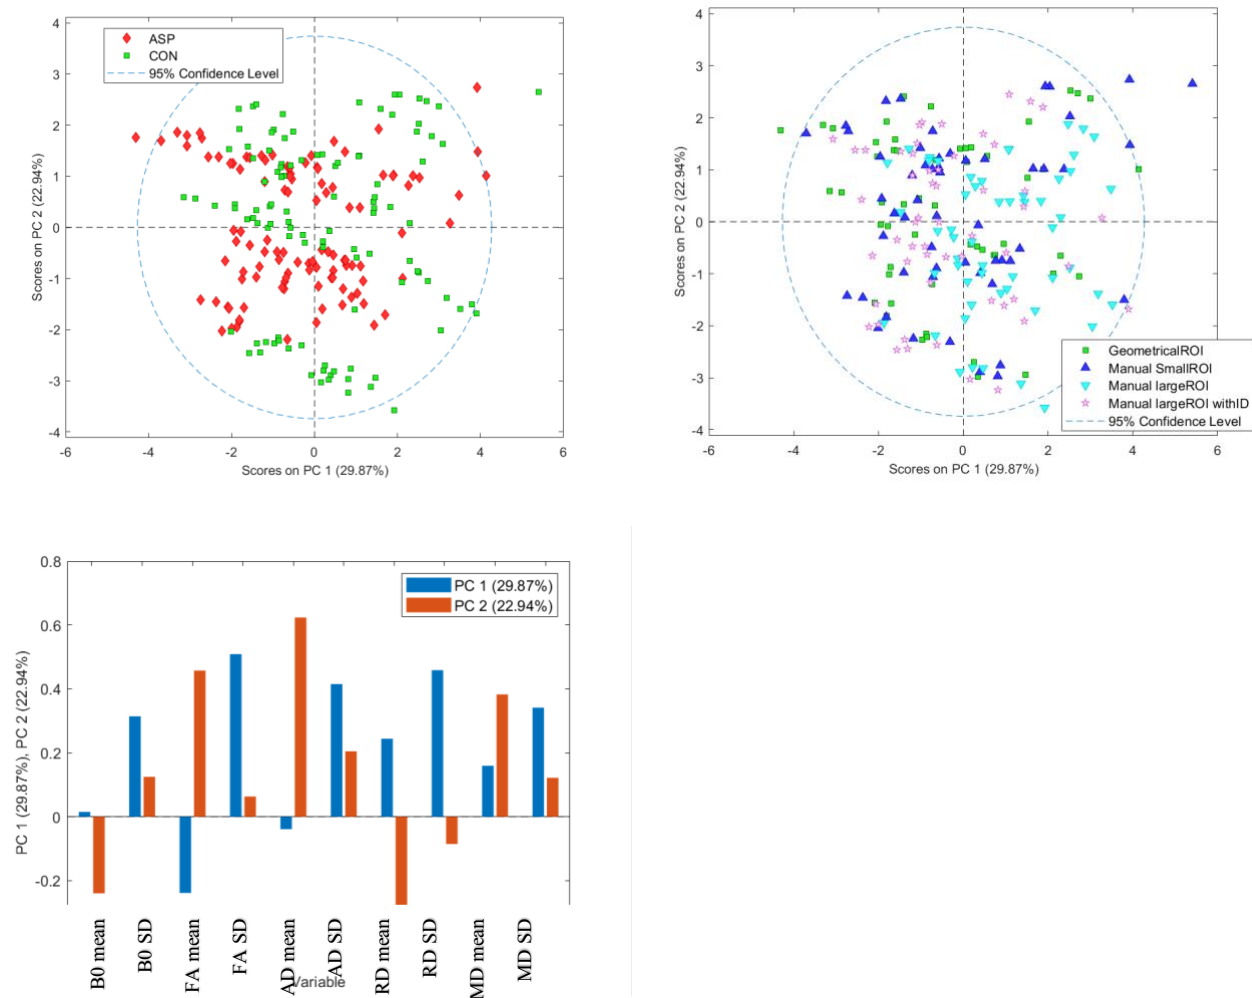 4
3
2
1
0
-1
-2
-3
-4
-6
-4
-2
0
2
4
6
Scores on PC 2 (22.94%)
Scores on PC 1 (29.87%)
ASP
CON
95% Confidence Level
4
3
2
1
0
-1
-2
-3
-4
-6
-4
-2
0
2
4
6
Scores on PC 2 (22.94%)
Scores on PC 1 (29.87%)
GeometricalROI
Manual SmallROI
Manual largeROI
Manual largeROI withID
95% Confidence Level
0.8
0.6
0.4
0.2
0
-0.2
PC 1 (29.87%), PC 2 (22.94%)
PC 1 (29.87%)
PC 2 (22.94%)
B0 mean
B0 SD
FA mean
FA SD
AD mean
AD SD
RD mean
RD SD
MD mean
MD SD
Variable